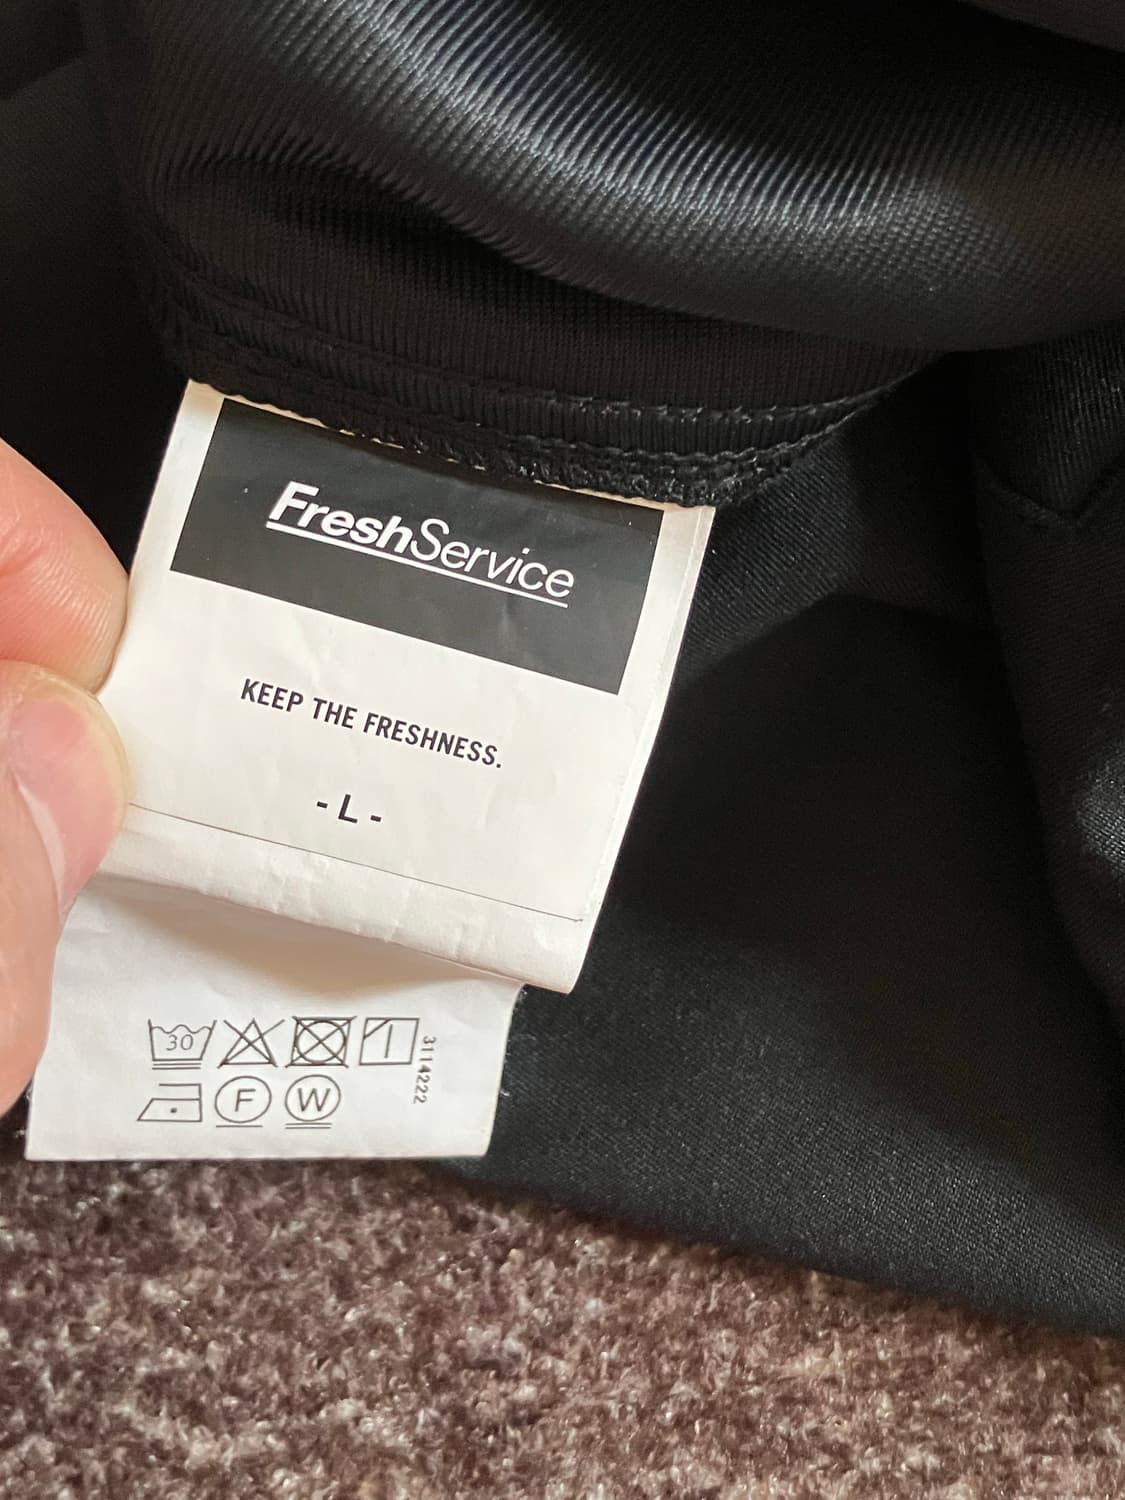 FreshService
KEEP THE FRESHNESS.
- L -
30
3114222
F W